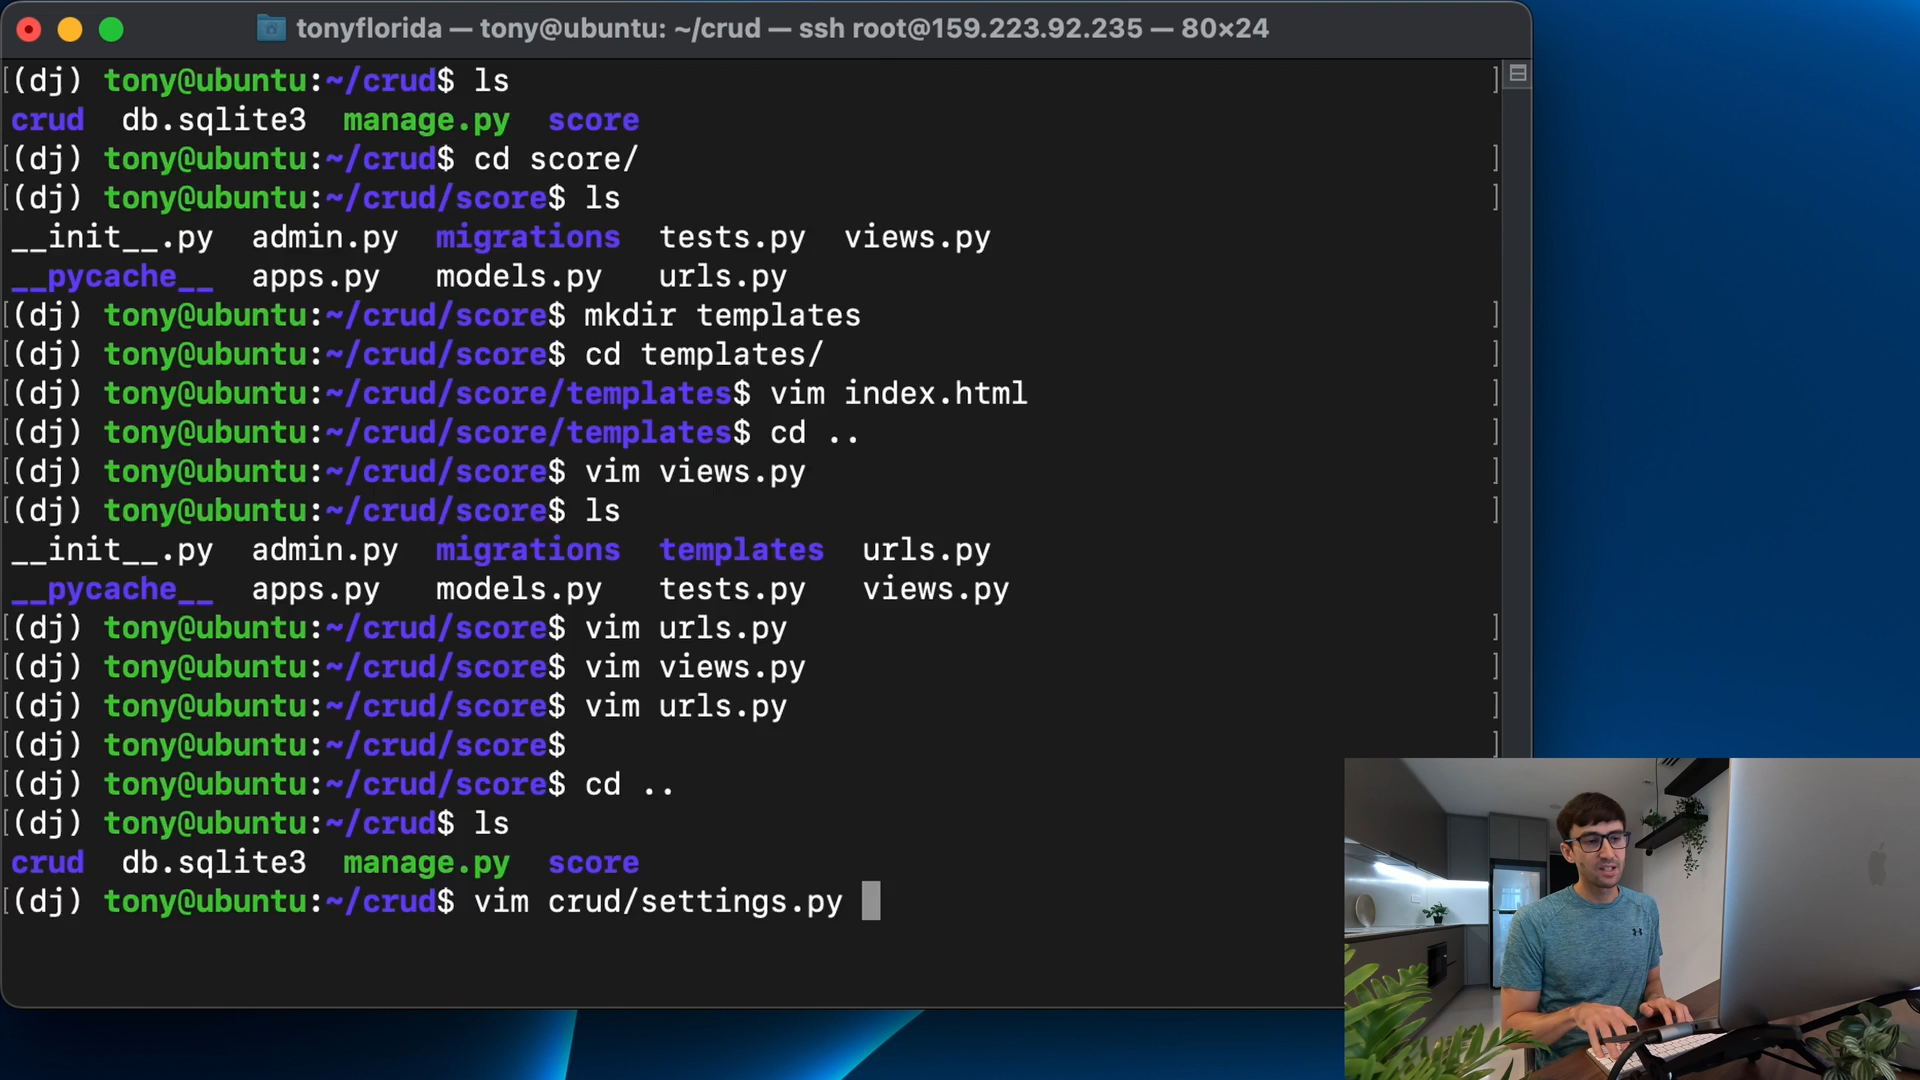 tonyflorida — tony@ubuntu: ~/crud — ssh root@159.223.92.235 — 80×24
[(dj) tony@ubuntu:~/crud$ ls ]
crud  db.sqlite3  manage.py  score
[(dj) tony@ubuntu:~/crud$ cd score/ ]
[(dj) tony@ubuntu:~/crud/score$ ls ]
__init__.py  admin.py  migrations  tests.py  views.py
__pycache__  apps.py   models.py   urls.py
[(dj) tony@ubuntu:~/crud/score$ mkdir templates ]
[(dj) tony@ubuntu:~/crud/score$ cd templates/ ]
[(dj) tony@ubuntu:~/crud/score/templates$ vim index.html ]
[(dj) tony@ubuntu:~/crud/score/templates$ cd .. ]
[(dj) tony@ubuntu:~/crud/score$ vim views.py ]
[(dj) tony@ubuntu:~/crud/score$ ls ]
__init__.py  admin.py  migrations  templates  urls.py
__pycache__  apps.py   models.py   tests.py   views.py
[(dj) tony@ubuntu:~/crud/score$ vim urls.py ]
[(dj) tony@ubuntu:~/crud/score$ vim views.py ]
[(dj) tony@ubuntu:~/crud/score$ vim urls.py ]
[(dj) tony@ubuntu:~/crud/score$ ]
[(dj) tony@ubuntu:~/crud/score$ cd ..
[(dj) tony@ubuntu:~/crud$ ls
crud  db.sqlite3  manage.py  score
[(dj) tony@ubuntu:~/crud$ vim crud/settings.py